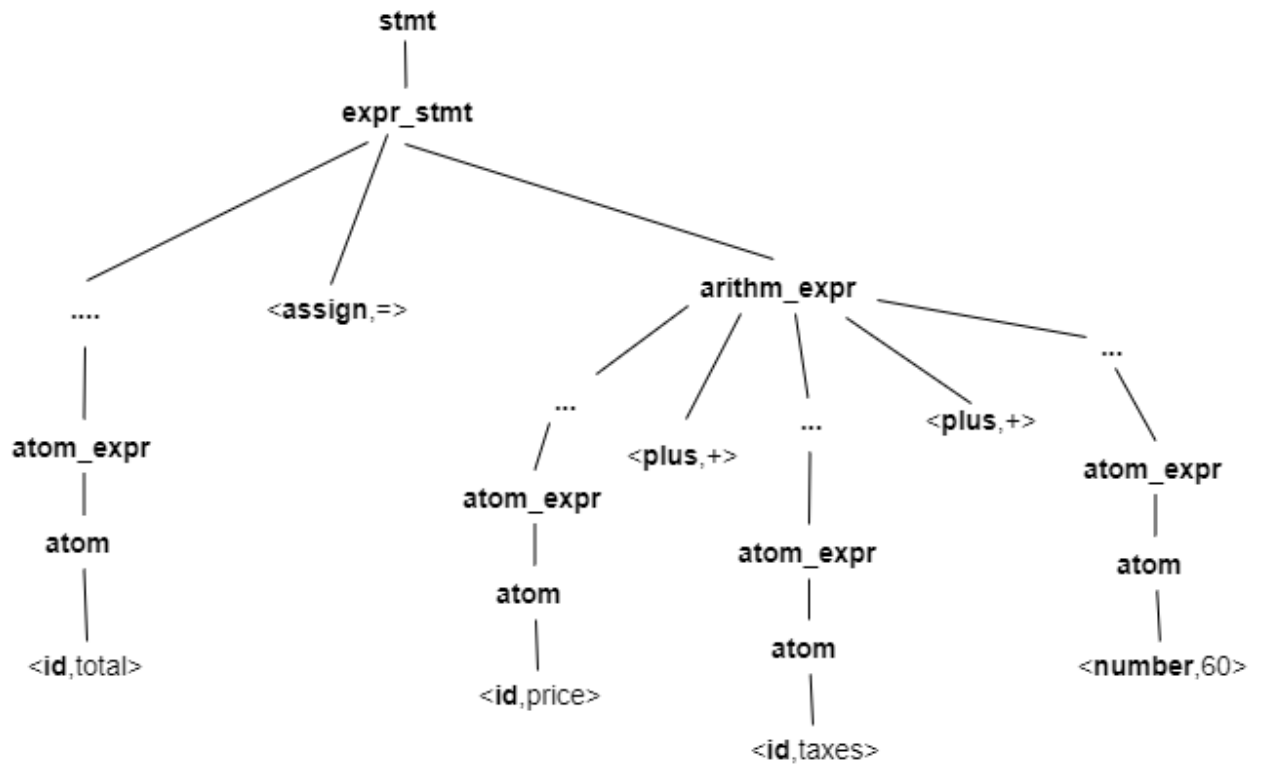 stmt
expr_stmt
arithm_expr
....
<assign,=>
...
...
<plus,+>
...
<plus,+>
atom_expr
atom_expr
atom_expr
atom_expr
atom
atom
atom
atom
<id,total>
<number,60>
<id,price>
<id,taxes>